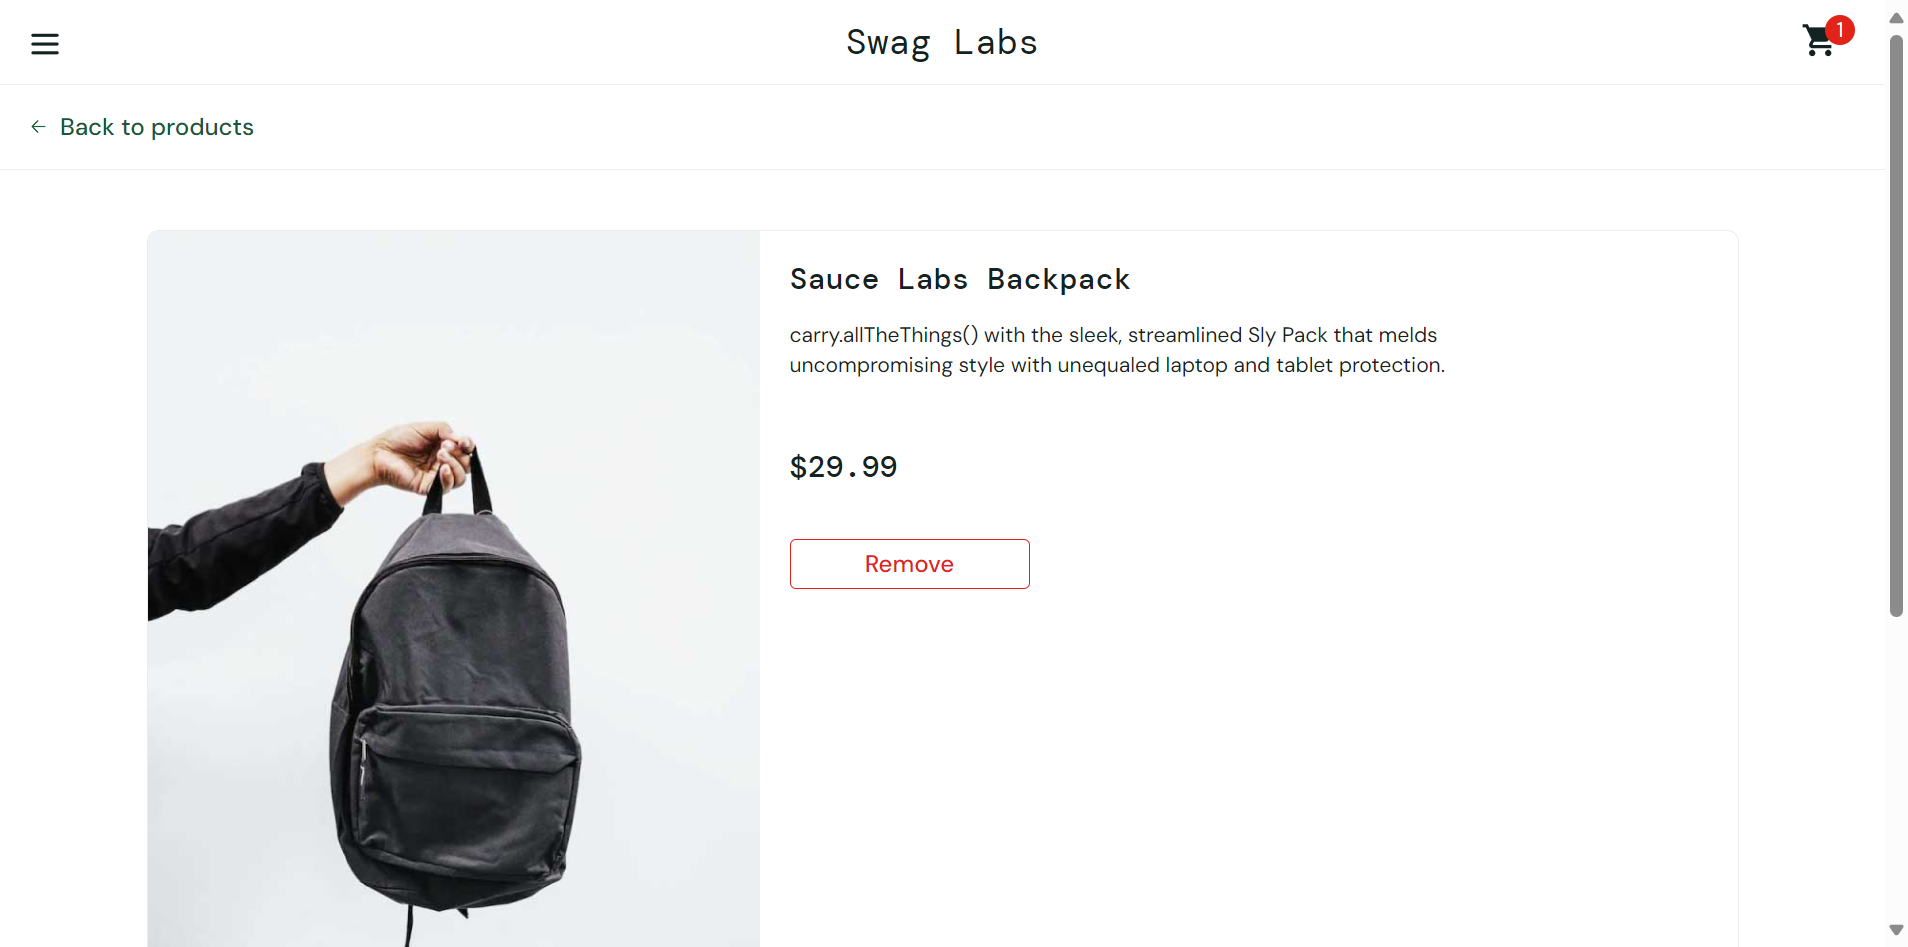 Swag Labs
1
Back to products
Sauce Labs Backpack
carry.allTheThings() with the sleek, streamlined Sly Pack that melds
uncompromising style with unequaled laptop and tablet protection.
$29.99
Remove